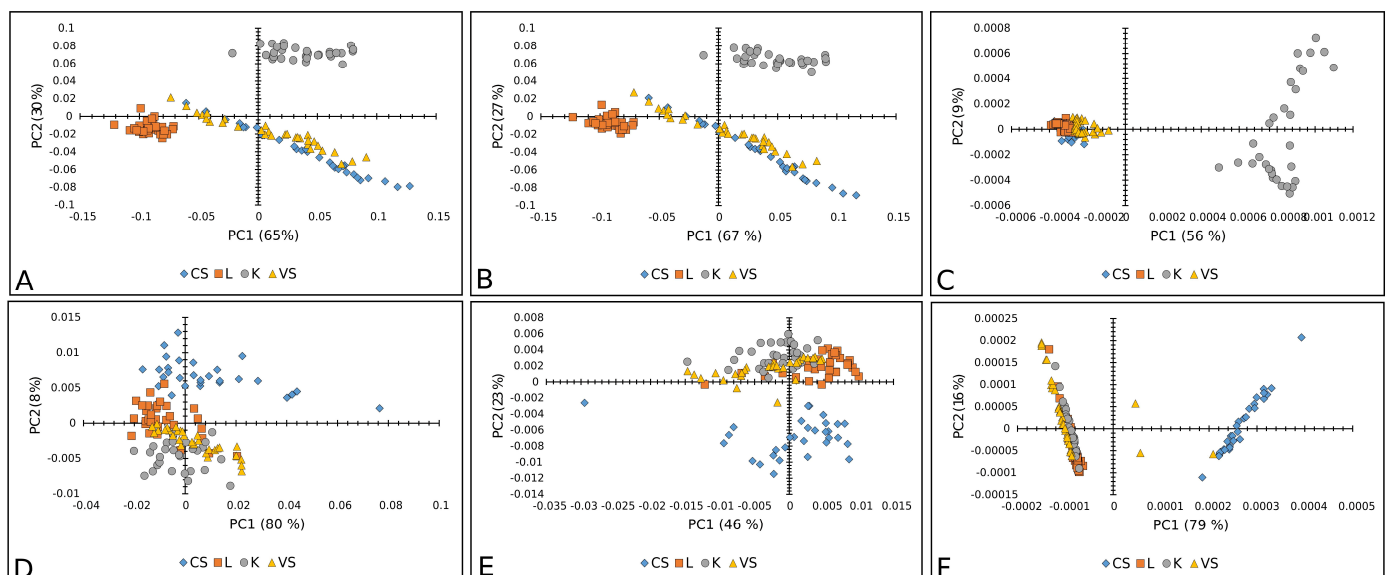 0.1
0.08
0.06
0.04
0.02
0
-0.02
-0.04
-0.06
-0.08
-0.1
-0.15 -0.1 -0.05 0 0.05 0.1 0.15
PC2(30%)
PC1 (65%)
CS L K VS
A
0.1
0.08
0.06
0.04
0.02
0
-0.02
-0.04
-0.06
-0.08
-0.1
-0.15 -0.1 -0.05 0 0.05 0.1 0.15
PC2(27%)
PC1 (67 %)
CS L K VS
B
0.0008
0.0006
0.0004
0.0002
0
-0.0002
-0.0004
-0.0006
-0.0006 -0.0004 -0.0002 0 0.0002 0.0004 0.0006 0.0008 0.001 0.0012
PC2(9%)
PC1 (56 %)
CS L K VS
C
0.015
0.01
0.005
0
-0.005
-0.01
-0.04 -0.02 0 0.02 0.04 0.06 0.08 0.1
PC2(8%)
PC1 (80 %)
CS L K VS
D
0.008
0.006
0.004
0.002
0
-0.002
-0.004
-0.006
-0.008
-0.01
-0.012
-0.014
-0.035 -0.03 -0.025 -0.02 -0.015 -0.01 -0.005 0 0.005 0.01 0.015
PC2(23%)
PC1 (46 %)
CS L K VS
E
0.00025
0.0002
0.00015
0.0001
0.00005
0
-0.00005
-0.0001
-0.00015
-0.0002 -0.0001 0 0.0001 0.0002 0.0003 0.0004 0.0005
PC2(16%)
PC1 (79 %)
CS L K VS
F